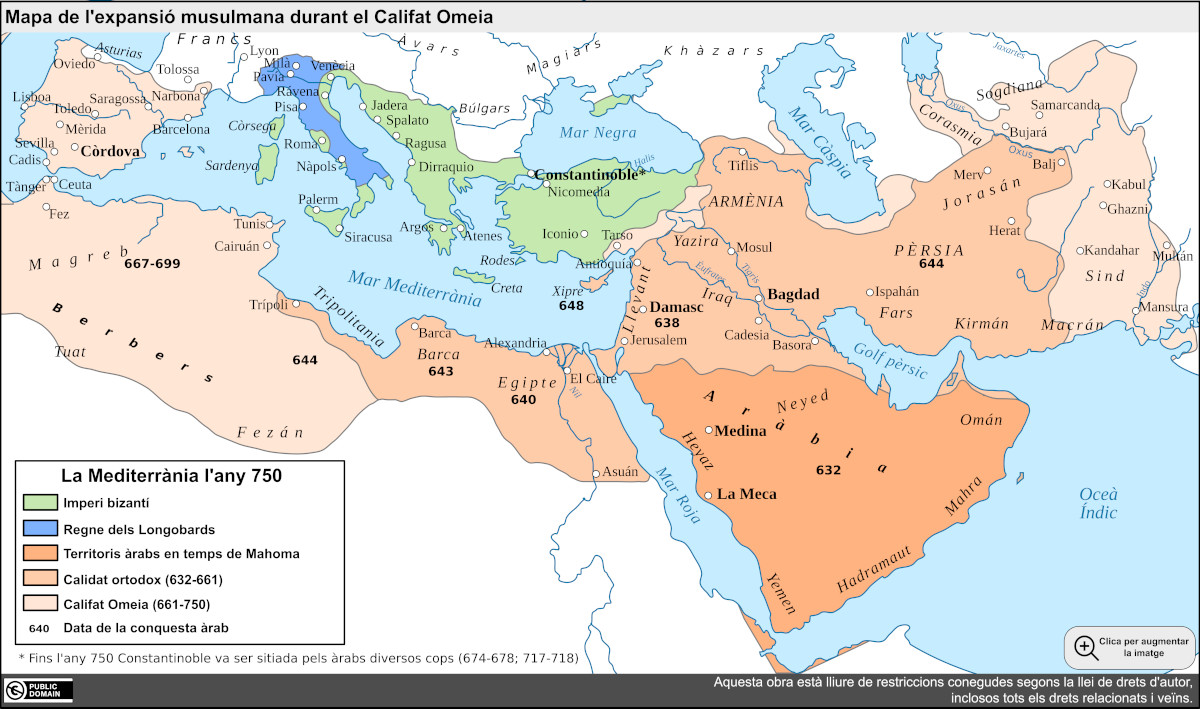 Mapa de l'expansió musulmana durant el Califat Omeia
Asturias
Francs
Àvars
Magiars
Khàzars
Jaxartés
Oviedo
Tolossa
Lyon
Milà
Venècia
Pavia
Sogdiana
Lisboa
Toledo
Saragossa
Narbona
Rávena
Pisa
Jadera
Búlgars
Oxus
Samarcanda
Mèrida
Barcelona
Còrsega
Spalato
Mar Negra
Mar Càspia
Corasmia
Bujará
Sevilla
Còrdova
Roma
Ragusa
Halis
Oxus
Cadis
Sardenya
Nàpols
Dirraquio
Constantinoble*
Tiflis
Merv
Balj
Tànger
Ceuta
Nicomedia
Jorasán
Kabul
Fez
Palerm
ARMÈNIA
Ghazni
Tunis
Siracusa
Argos
Atenes
Iconio
Tarso
Yazira
Mosul
Herat
Magreb
667-699
Cairuán
Rodes
Antioquía
PÈRSIA
644
Kandahar
Multán
Mar Mediterrània
Creta
Xipre
648
Éufrates
Tigris
Sind
Indo
Berbers
Trípoli
Tripolitània
Llevant
Damasc
638
Iraq
Bagdad
Ispahán
Fars
Kirmán
Macrán
Mansura
Tuat
644
Barca
Barca
643
Alexandria
Jerusalem
Cadesia
Basora
Golf pèrsic
Egipte
640
El Caire
Nil
Aràbia
Neyed
Omán
Fezán
Medina
Heyaz
632
Asuán
Mar Roja
La Meca
Mahra
Oceà
Índic
Yemen
Hadramaut
La Mediterrània l'any 750
Imperi bizantí
Regne dels Longobards
Territoris àrabs en temps de Mahoma
Calidat ortodox (632-661)
Califat Omeia (661-750)
640 Data de la conquesta àrab
* Fins l'any 750 Constantinoble va ser sitiada pels àrabs diversos cops (674-678; 717-718)
Clica per augmentar
la imatge
PUBLIC
DOMAIN
Aquesta obra està lliure de restriccions conegudes segons la llei de drets d'autor,
inclosos tots els drets relacionats i veïns.